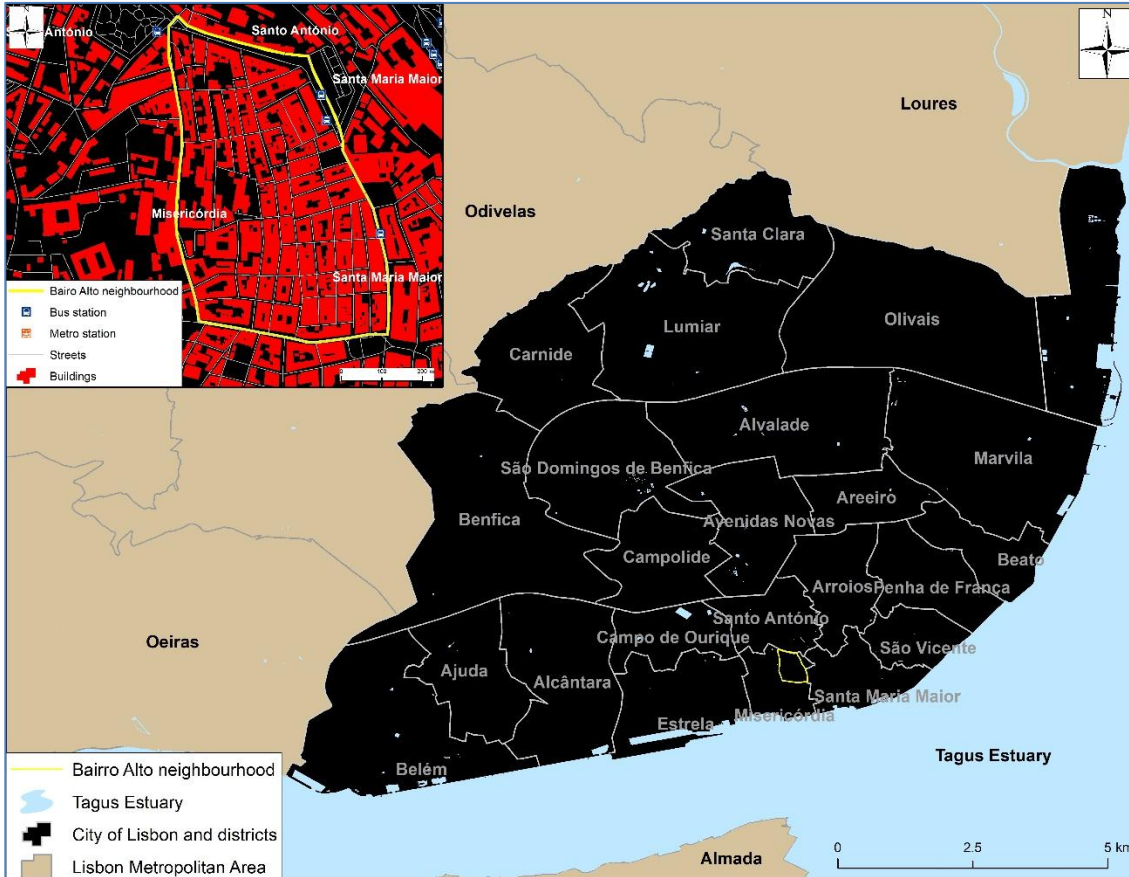 N
Santo António
Santo António
Santa Maria Maior
Misericórdia
Santa Maria Maior
Bairo Alto neighbourhood
Bus station
Metro station
Streets
Buildings
0 100 200 m
N
Loures
Odivelas
Santa Clara
Olivais
Lumiar
Carnide
Alvalade
São Domingos de Benfica
Marvila
Areeiro
Benfica
Avenidas Novas
Campolide
Beato
Arroios
Penha de França
Santo António
Campo de Ourique
Oeiras
São Vicente
Ajuda
Alcântara
Santa Maria Maior
Misericórdia
Estrela
Tagus Estuary
Belém
Bairro Alto neighbourhood
Tagus Estuary
City of Lisbon and districts
Lisbon Metropolitan Area
Almada
0 2.5 5 km